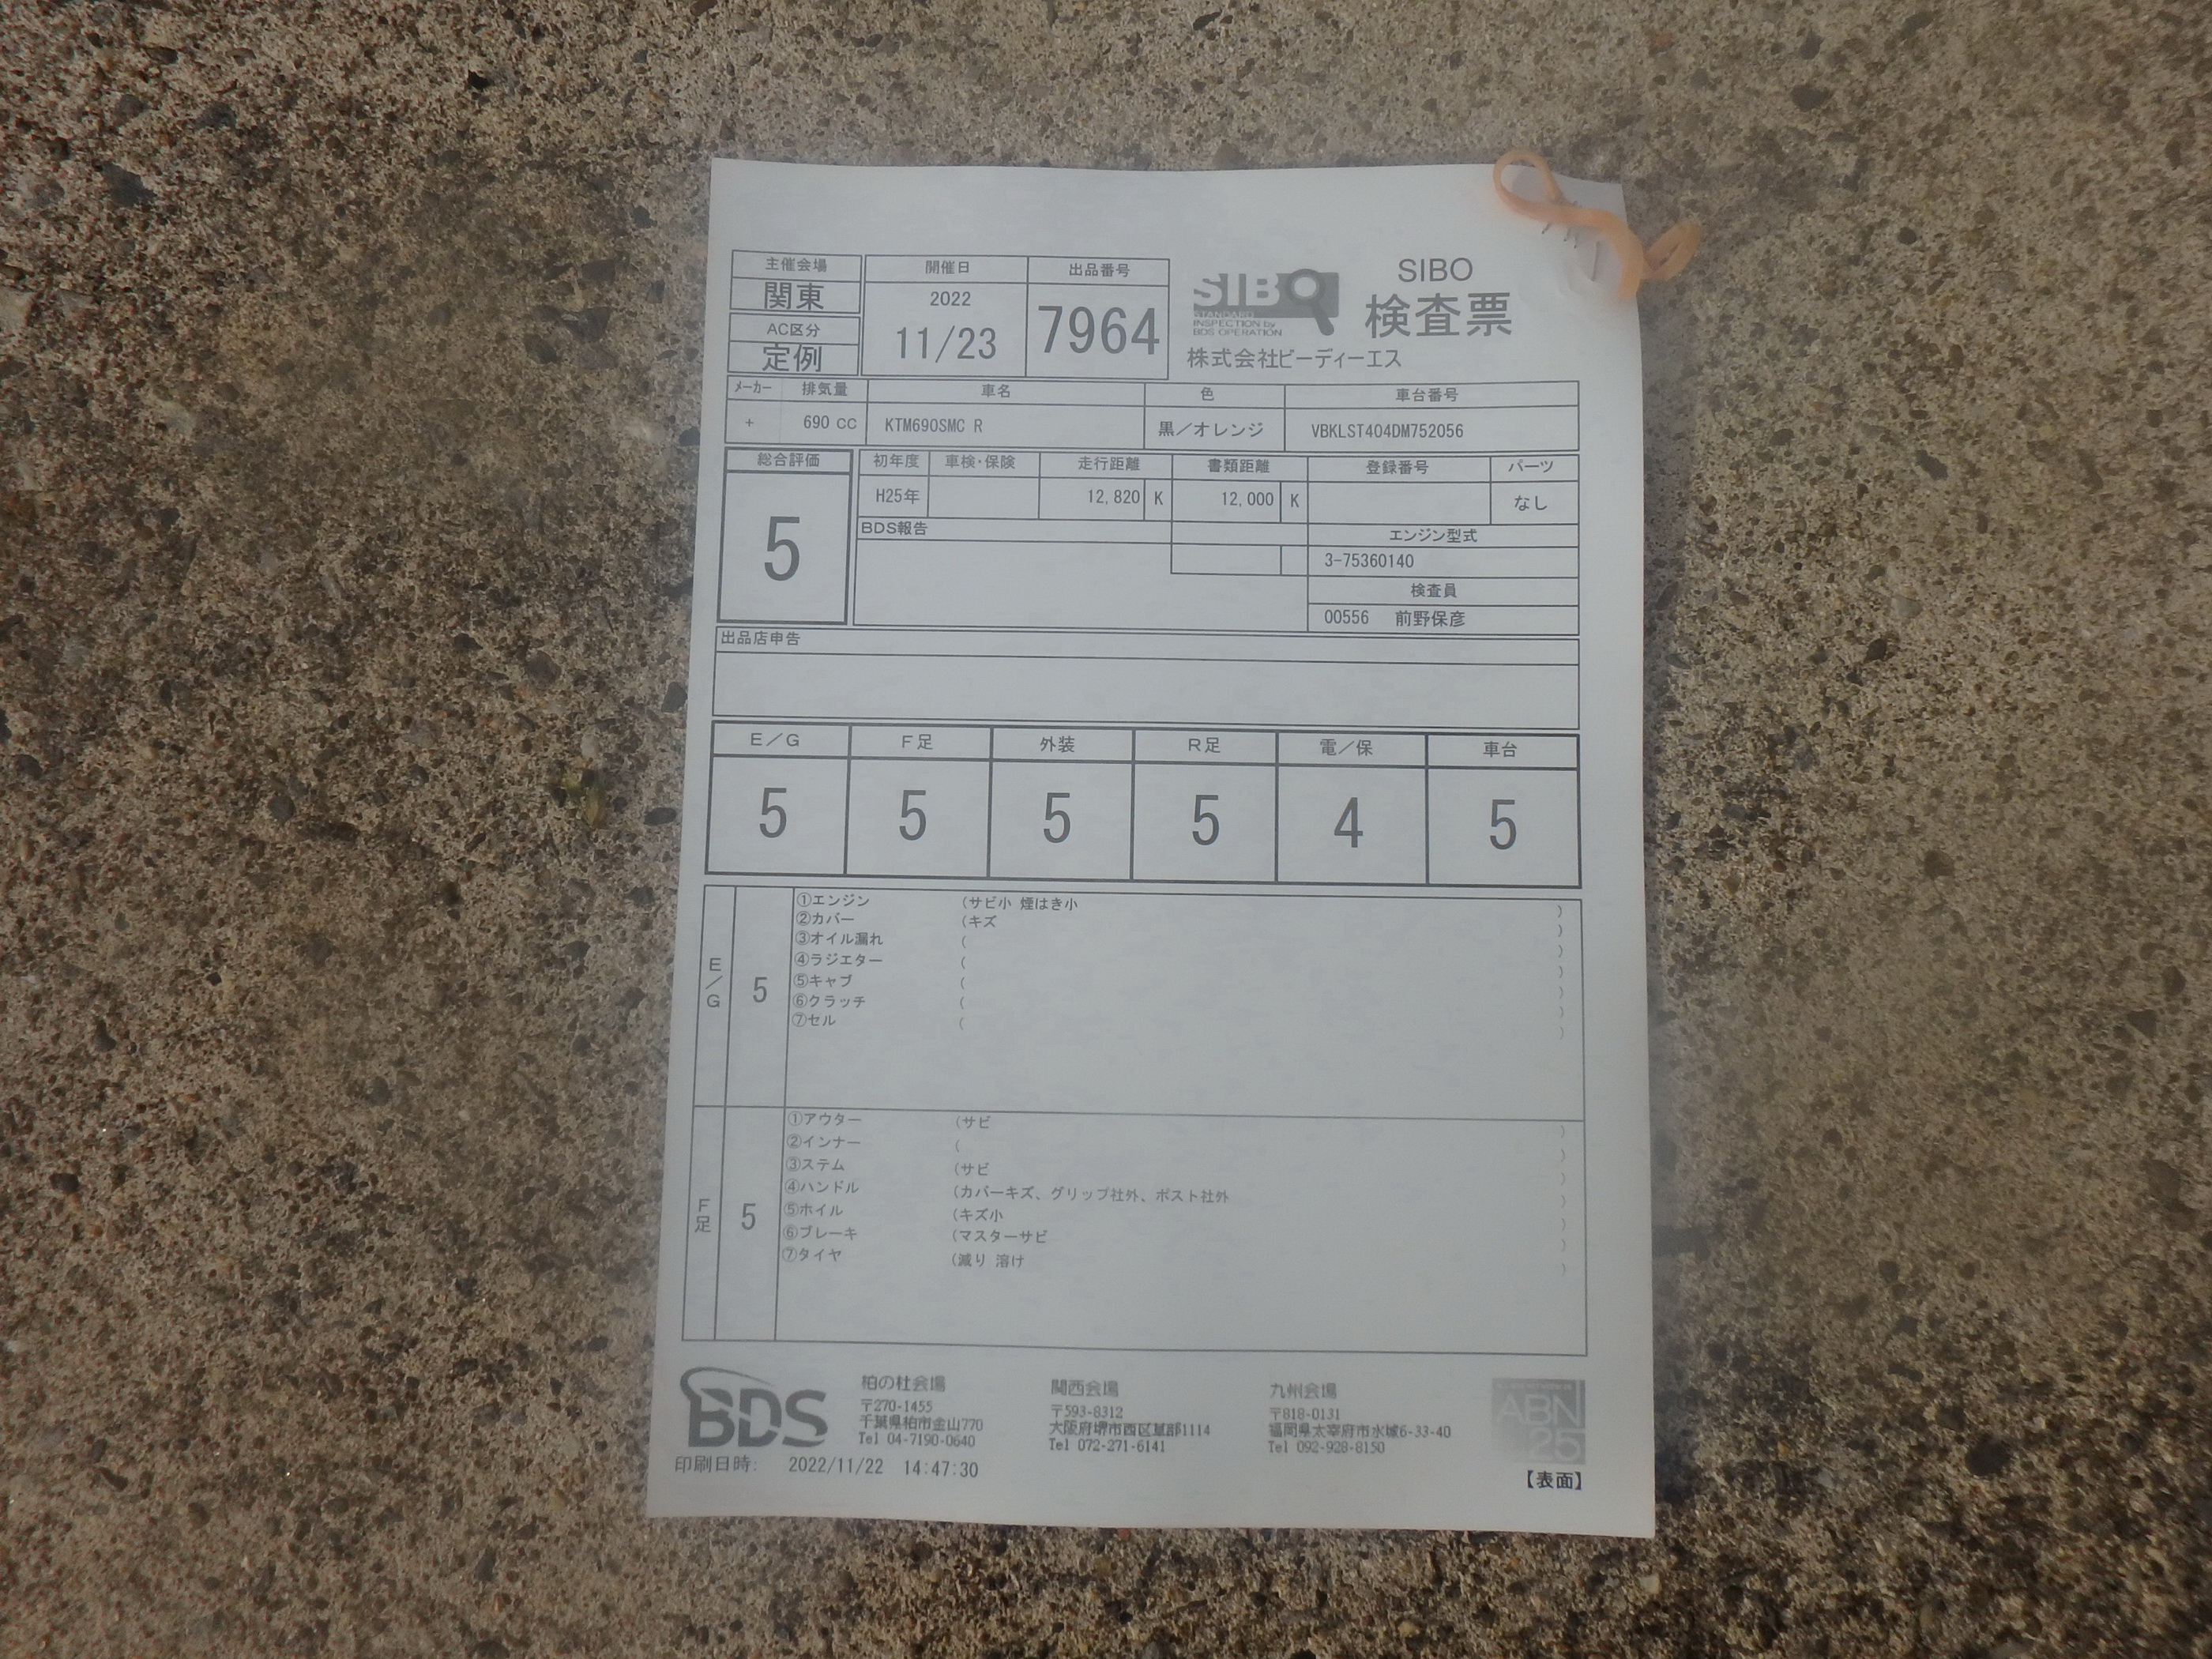 主催会場 開催日 出品番号
関東 2022 11/23 7964
AC区分
定例
SIBO
STANDARD
INSPECTION by
BDS OPERATION
SIBO
検査票
株式会社ビーディーエス
メーカー 排気量 車名 色 車台番号
+ 690 cc KTM690SMC R 黒／オレンジ VBKLST404DM752056
総合評価 初年度 車検・保険 走行距離 書類距離 登録番号 パーツ
5 H25年 12,820 K 12,000 K なし
BDS報告 エンジン型式
3-75360140
検査員
00556 前野保彦
出品店申告
E／G F足 外装 R足 電／保 車台
5 5 5 5 4 5
E／G 5
①エンジン (サビ小 煙はき小 )
②カバー (キズ )
③オイル漏れ ( )
④ラジエター ( )
⑤キャブ ( )
⑥クラッチ ( )
⑦セル ( )
F足 5
①アウター (サビ )
②インナー ( )
③ステム (サビ )
④ハンドル (カバーキズ、グリップ社外、ポスト社外 )
⑤ホイル (キズ小 )
⑥ブレーキ (マスターサビ )
⑦タイヤ (減り 溶け )
BDS
柏の杜会場
〒270-1455
千葉県柏市金山770
Tel 04-7190-0640
関西会場
〒593-8312
大阪府堺市西区草部1114
Tel 072-271-6141
九州会場
〒818-0131
福岡県太宰府市水城6-33-40
Tel 092-928-8150
ABN
25
印刷日時: 2022/11/22 14:47:30
【表面】